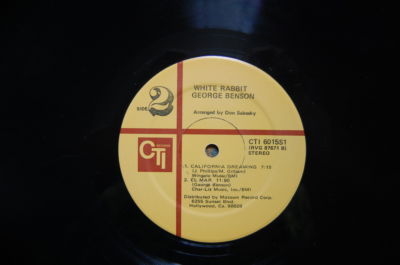 WHITE RABBIT
GEORGE BENSON
SIDE 2
Arranged by Don Sebesky
CTI 6015S1
(RVG 87671 B)
STEREO
CTI
RECORDS
1. CALIFORNIA DREAMING 7:15
(J. Phillips/M. Gilliam)
Wingate Music/BMI
2. EL MAR 11:90
(George Benson)
Char-Liz Music, Inc./BMI)
Distributed by Motown Record Corp.
6255 Sunset Blvd.
Hollywood, Ca. 90028